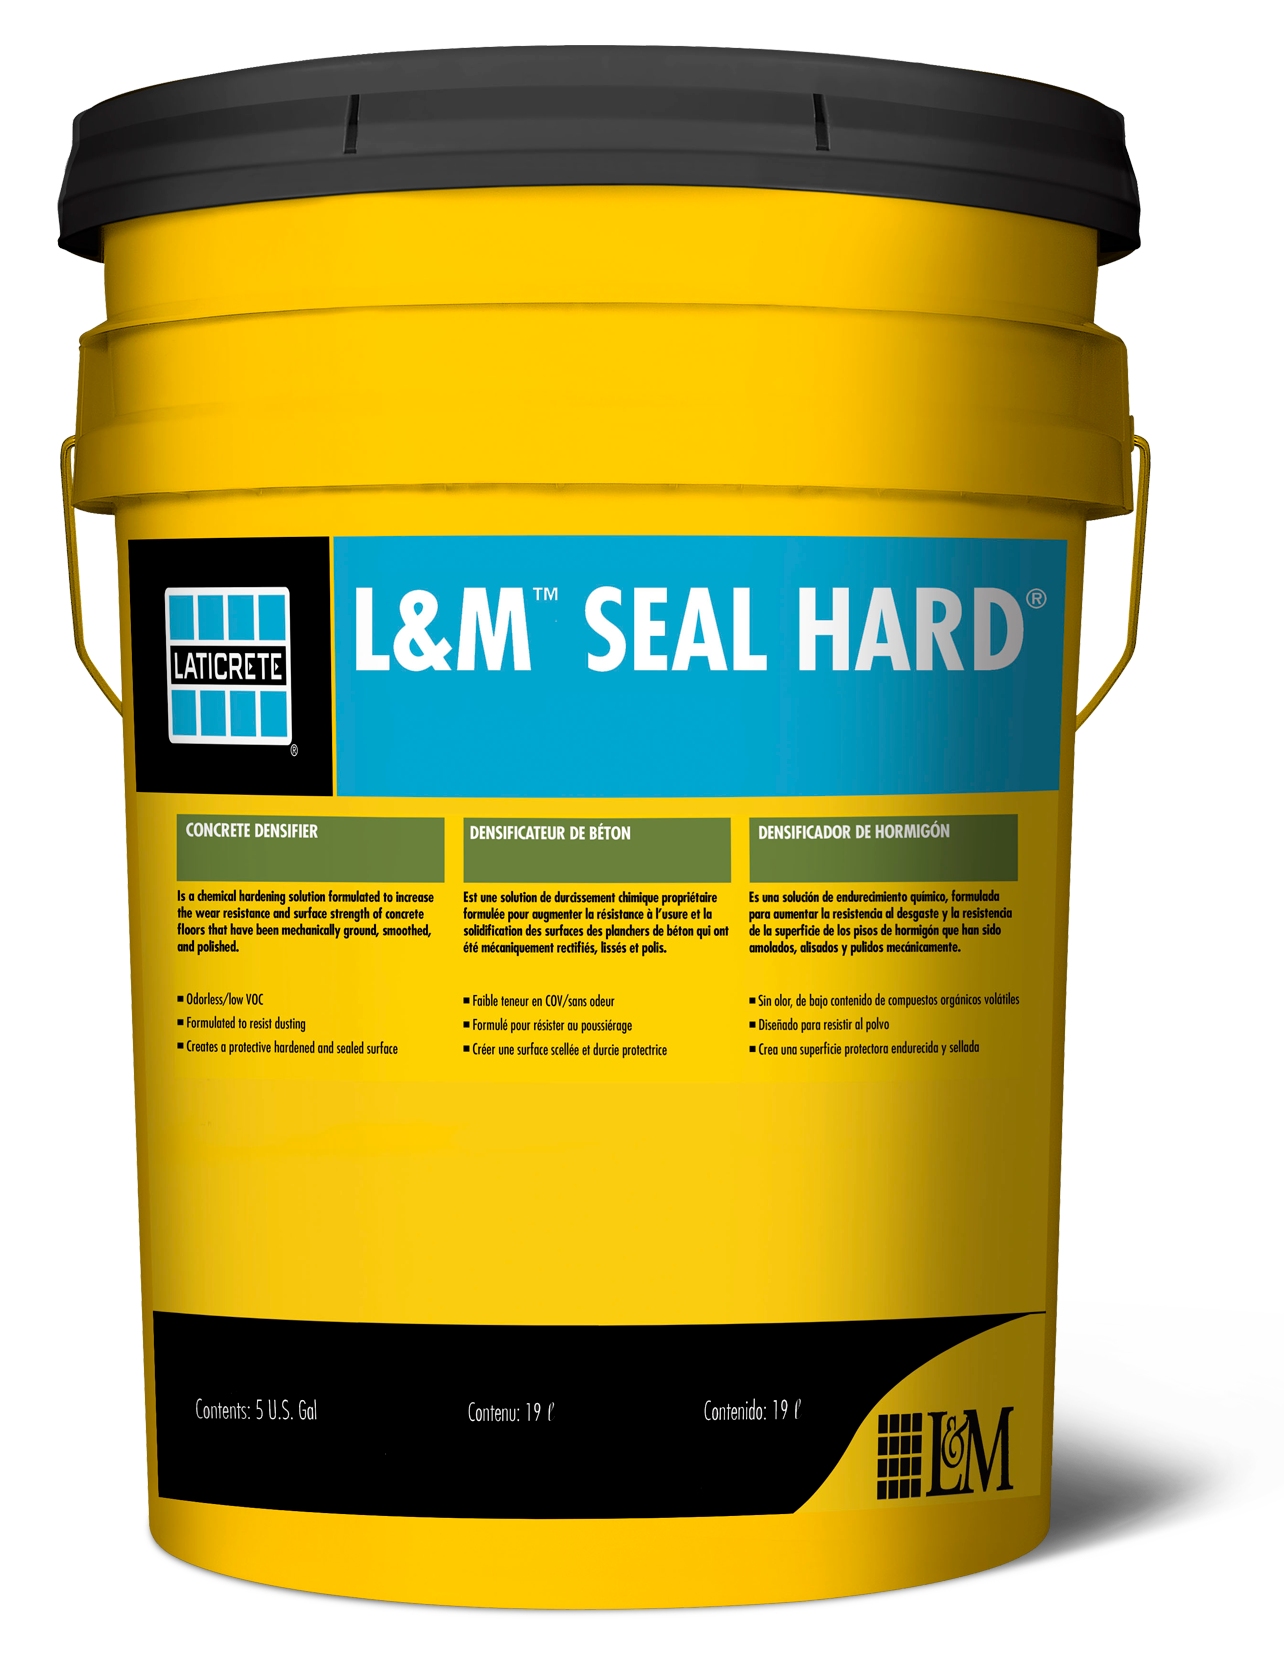 L&M™ SEAL HARD®
LATICRETE
®
CONCRETE DENSIFIER
Is a chemical hardening solution formulated to increase
the wear resistance and surface strength of concrete
floors that have been mechanically ground, smoothed,
and polished.
■ Odorless/low VOC
■ Formulated to resist dusting
■ Creates a protective hardened and sealed surface
DENSIFICATEUR DE BÉTON
Est une solution de durcissement chimique propriétaire
formulée pour augmenter la résistance à l'usure et la
solidification des surfaces des planchers de béton qui ont
été mécaniquement rectifiés, lissés et polis.
■ Faible teneur en COV/sans odeur
■ Formulé pour résister au poussiérage
■ Créer une surface scellée et durcie protectrice
DENSIFICADOR DE HORMIGÓN
Es una solución de endurecimiento químico, formulada
para aumentar la resistencia al desgaste y la resistencia
de la superficie de los pisos de hormigón que han sido
amolados, alisados y pulidos mecánicamente.
■ Sin olor, de bajo contenido de compuestos orgánicos volátiles
■ Diseñado para resistir al polvo
■ Crea una superficie protectora endurecida y sellada
Contents: 5 U.S. Gal
Contenu: 19 ℓ
Contenido: 19 ℓ
L&M